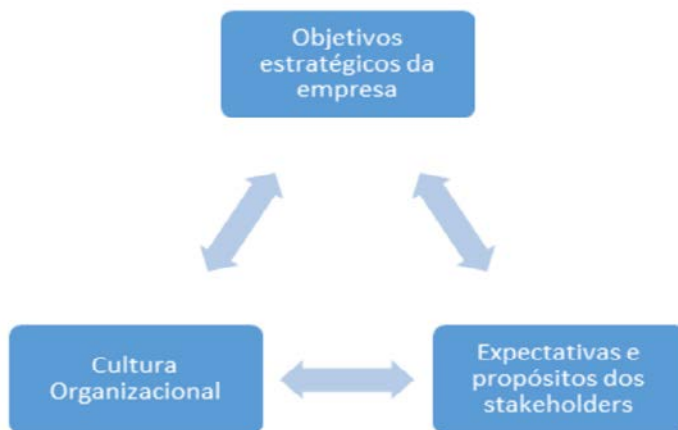 Objetivos
estratégicos da
empresa
Cultura
Organizacional
Expectativas e
propósitos dos
stakeholders